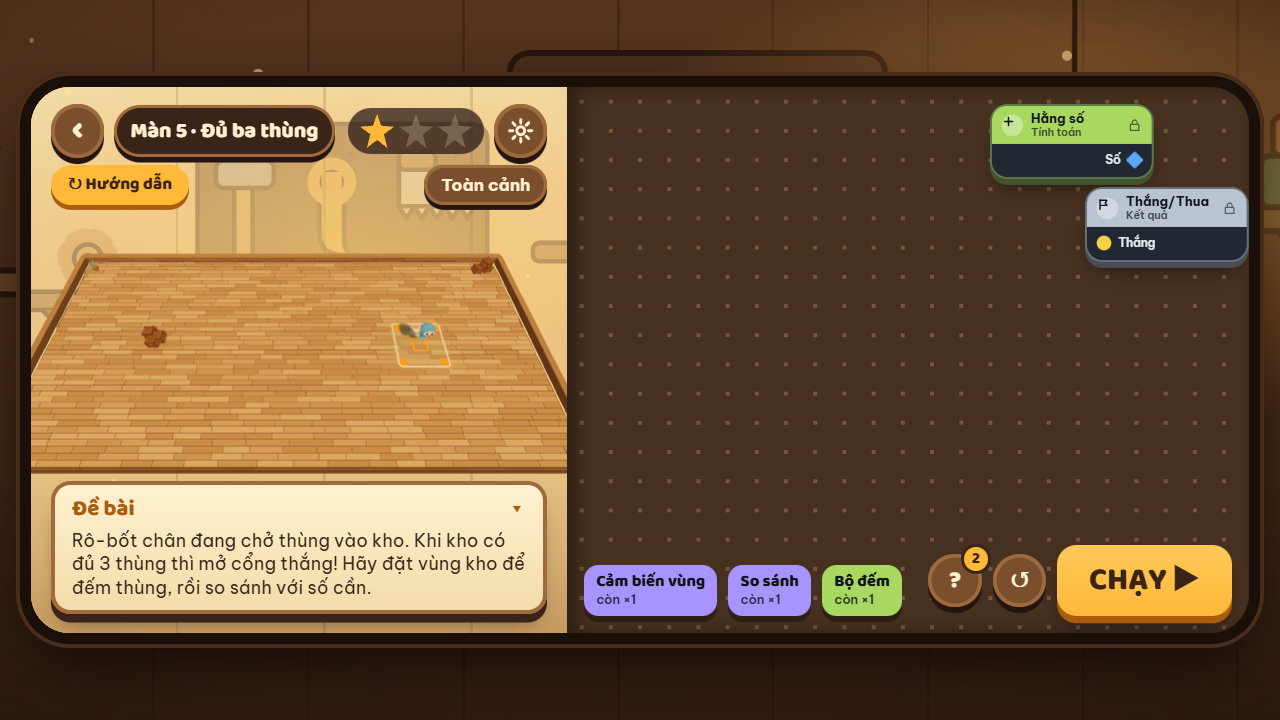 Màn 5 • Đủ ba thùng
↻ Hướng dẫn
Toàn cảnh
Đề bài
Rô-bốt chân đang chở thùng vào kho. Khi kho có
đủ 3 thùng thì mở cổng thắng! Hãy đặt vùng kho để
đếm thùng, rồi so sánh với số cần.
Hằng số
Tính toán
Số
Thắng/Thua
Kết quả
Thắng
Cảm biến vùng
còn ×1
So sánh
còn ×1
Bộ đếm
còn ×1
?
2
↺
CHẠY